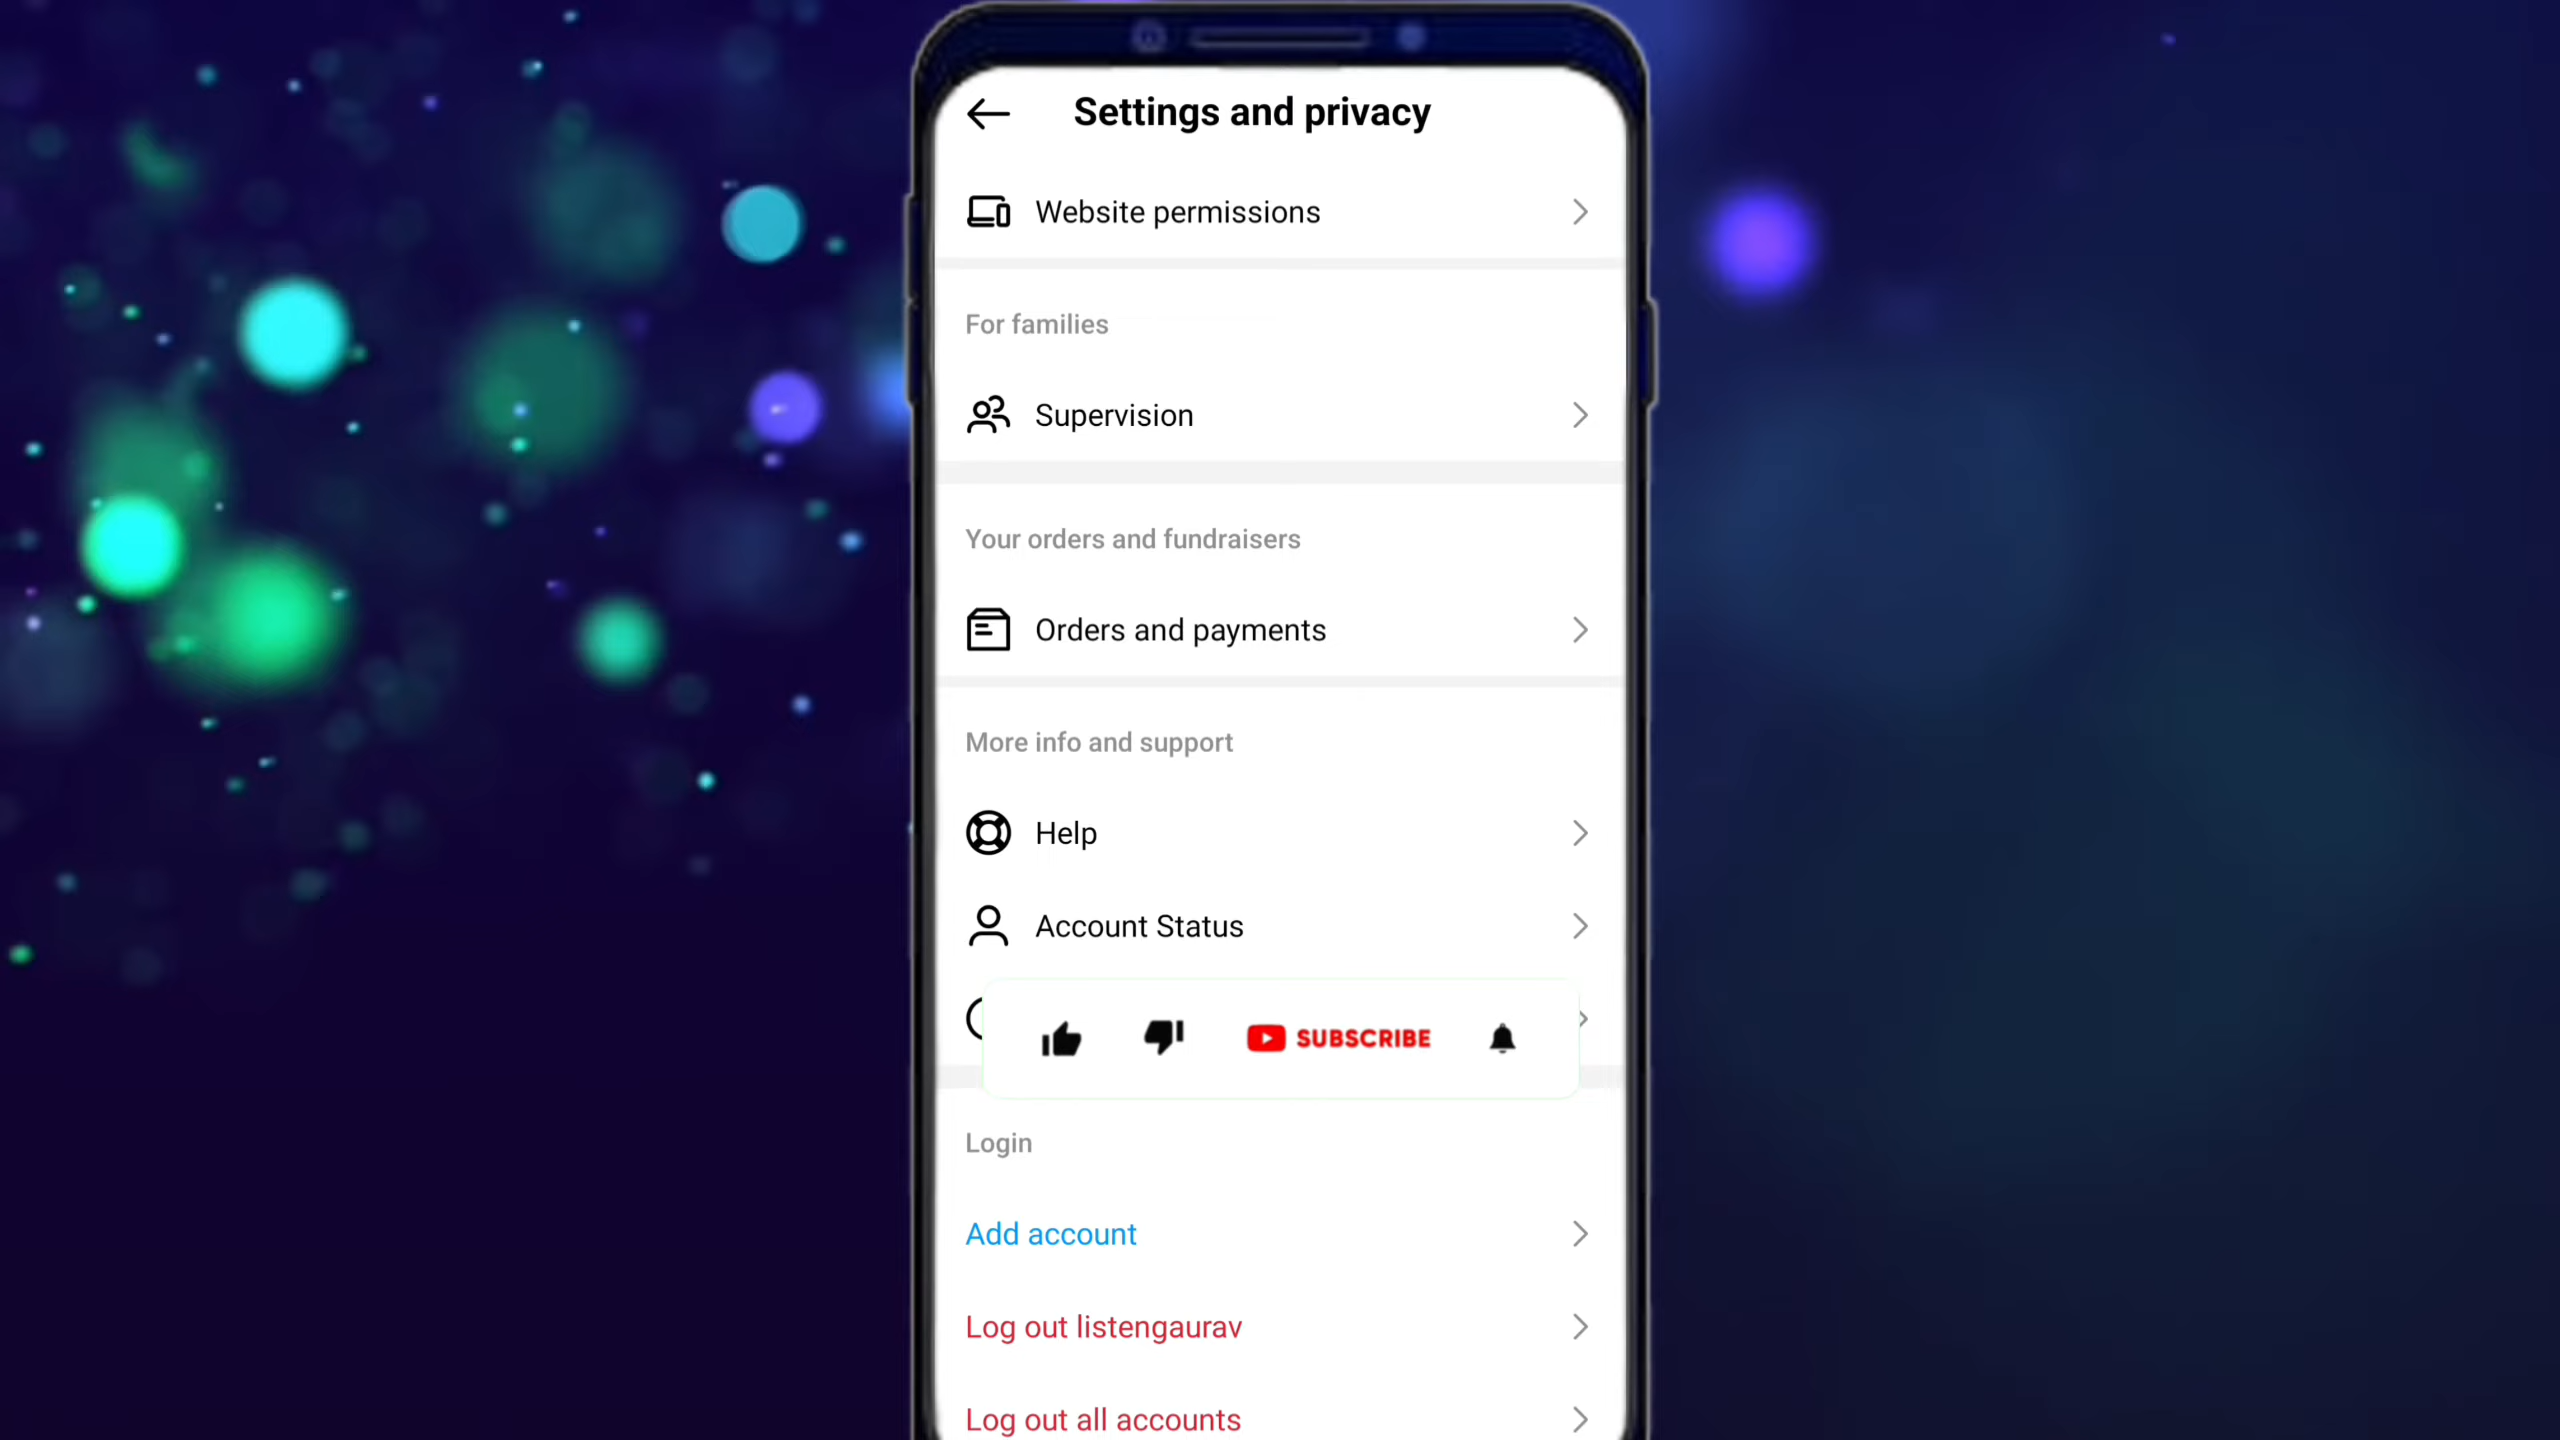 Settings and privacy
Website permissions
For families
Supervision
Your orders and fundraisers
Orders and payments
More info and support
Help
Account Status
SUBSCRIBE
Login
Add account
Log out listengaurav
Log out all accounts